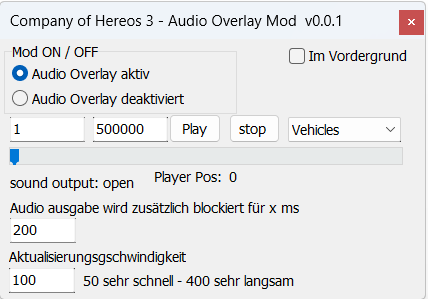 Company of Hereos 3 - Audio Overlay Mod v0.0.1
Mod ON / OFF
Im Vordergrund
Audio Overlay aktiv
Audio Overlay deaktiviert
1 500000 Play stop Vehicles
sound output: open Player Pos: 0
Audio ausgabe wird zusätzlich blockiert für x ms
200
Aktualisierungsgschwindigkeit
100 50 sehr schnell - 400 sehr langsam